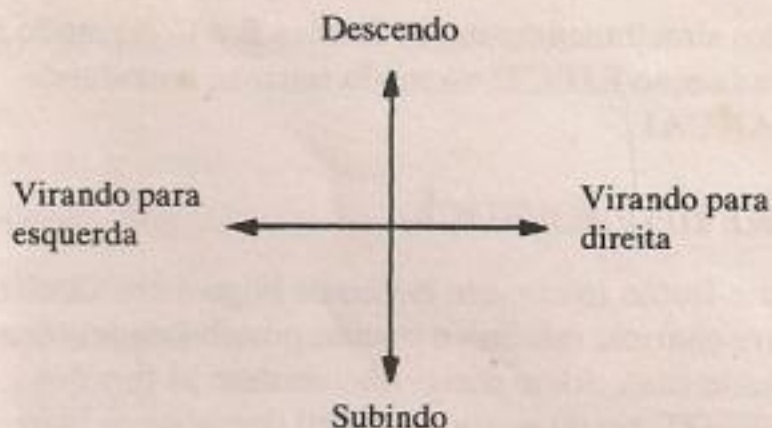 Descendo
Virando para
esquerda
Virando para
direita
Subindo